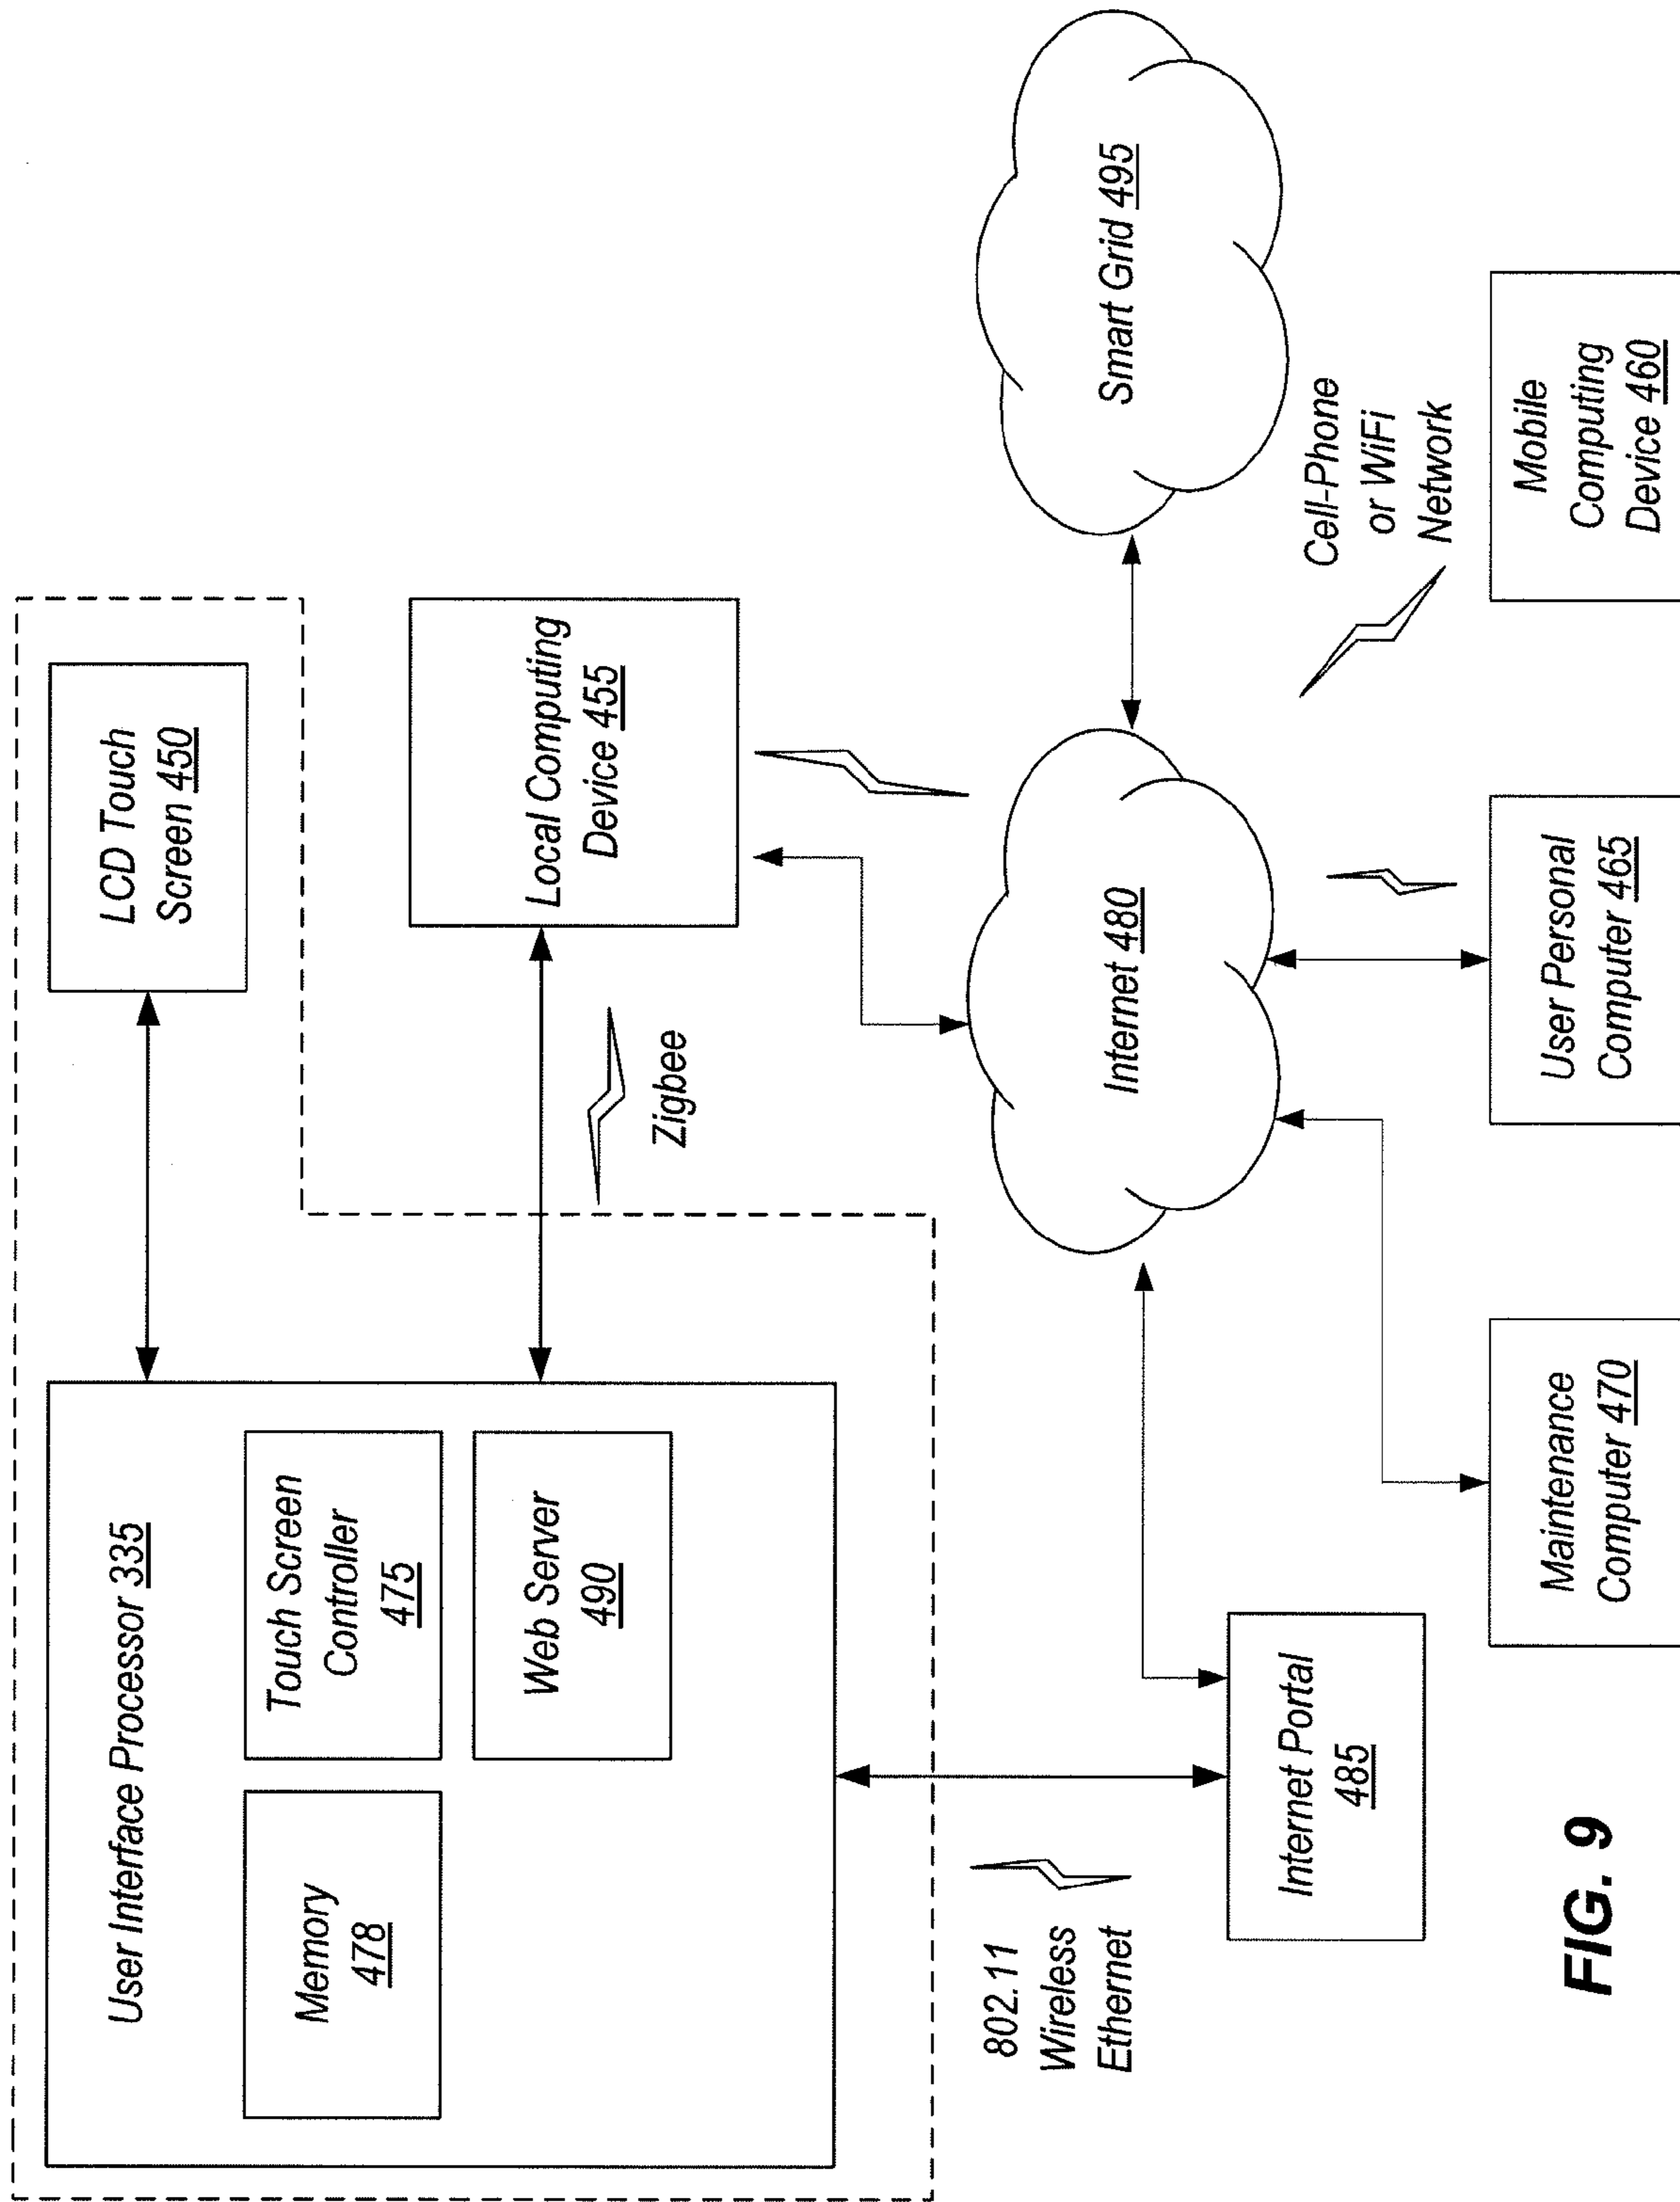 User Interface Processor 335
Memory
478
Touch Screen
Controller
475
Web Server
490
LCD Touch
Screen 450
Zigbee
Local Computing
Device 455
802.11
Wireless
Ethernet
Internet Portal
485
Internet 480
Smart Grid 495
Cell-Phone
or WiFi
Network
Maintenance
Computer 470
User Personal
Computer 465
Mobile
Computing
Device 460
FIG. 9